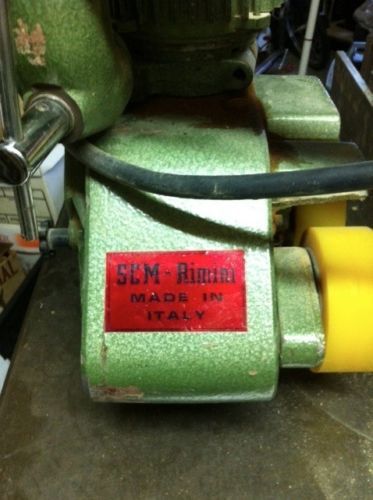 SCM - Rimini
MADE IN
ITALY